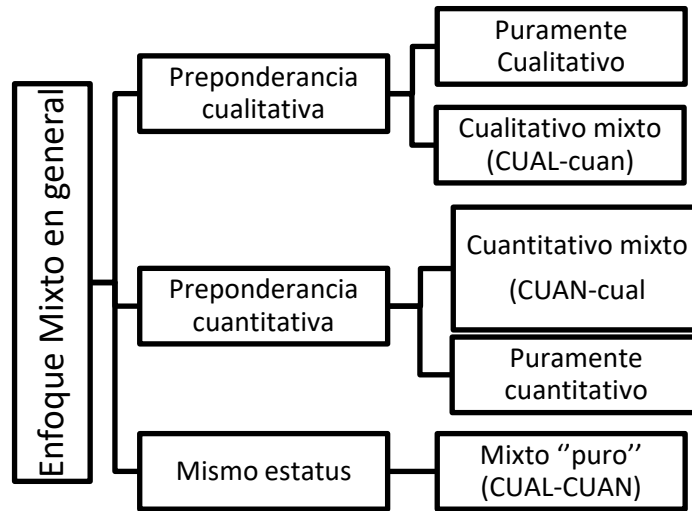 Enfoque Mixto en general
Preponderancia
cualitativa
Puramente
Cualitativo
Cualitativo mixto
(CUAL-cuan)
Preponderancia
cuantitativa
Cuantitativo mixto
(CUAN-cual
Puramente
cuantitativo
Mismo estatus
Mixto ‘‘puro’’
(CUAL-CUAN)